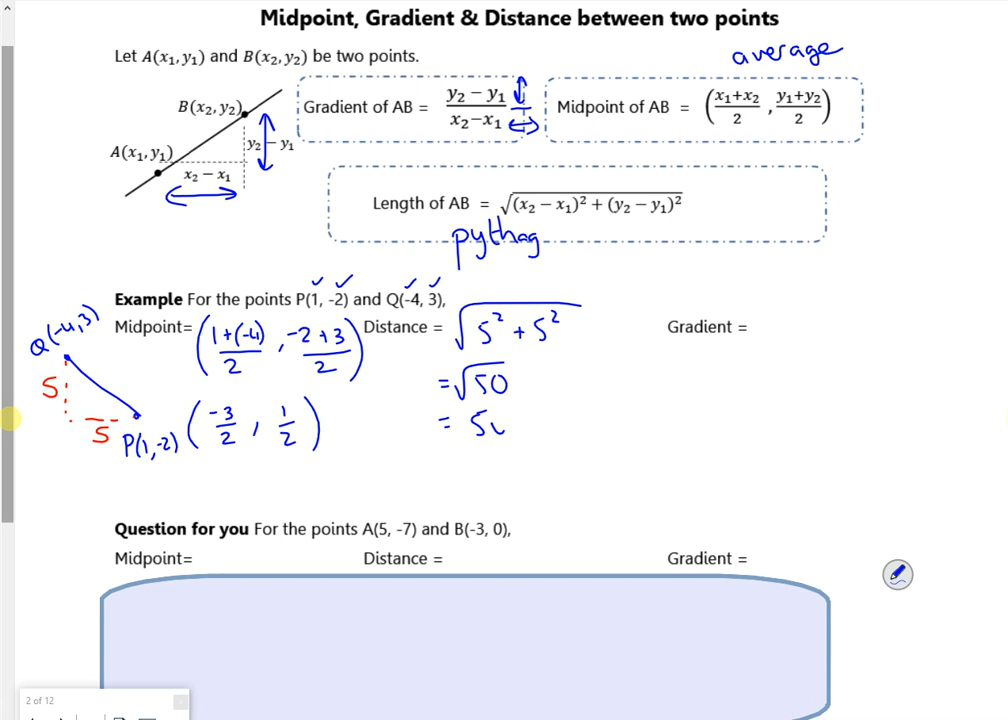 Midpoint, Gradient & Distance between two points
Let A(x₁, y₁) and B(x₂, y₂) be two points.
average
B(x₂, y₂)
A(x₁, y₁)
y₂ − y₁
x₂ − x₁
Gradient of AB = (y₂ − y₁)/(x₂−x₁)
Midpoint of AB = ((x₁+x₂)/2 , (y₁+y₂)/2)
Length of AB = √((x₂ − x₁)² + (y₂ − y₁)²)
pythag
Example For the points P(1, -2) and Q(-4, 3),
Midpoint= ((1+(-4))/2 , (-2+3)/2)
(-3/2 , 1/2)
Distance = √(5² + 5²)
= √50
= 5
Gradient =
Q(-4,3)
5
5
P(1,-2)
Question for you For the points A(5, -7) and B(-3, 0),
Midpoint= Distance = Gradient =
2 of 12